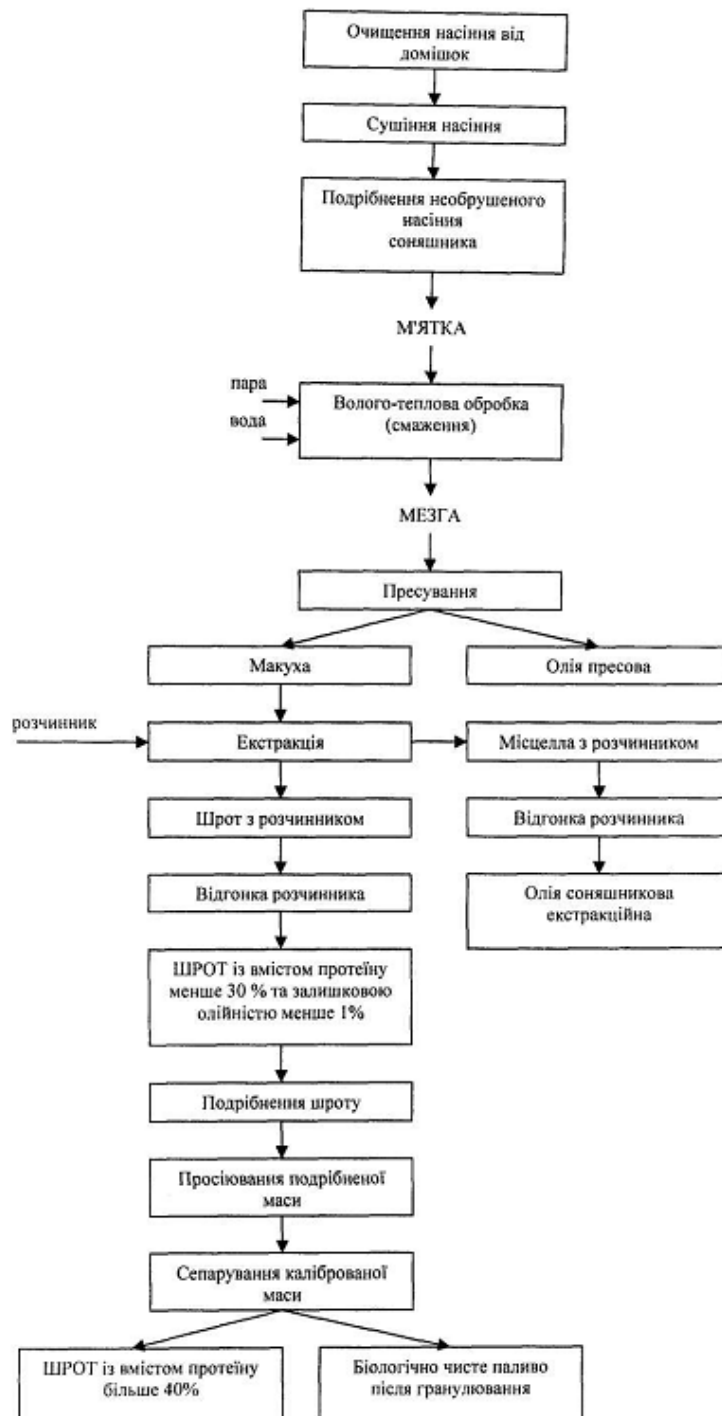 Очищення насіння від
домішок
Сушіння насіння
Подрібнення необрушеного
насіння
соняшника
М'ЯТКА
пара
вода
Волого-теплова обробка
(смаження)
МЕЗГА
Пресування
Макуха
Олія пресова
розчинник
Екстракція
Місцелла з розчинником
Шрот з розчинником
Відгонка розчинника
Відгонка розчинника
Олія соняшникова
екстракційна
ШРОТ із вмістом протеїну
менше 30 % та залишковою
олійністю менше 1%
Подрібнення шроту
Просіювання подрібненої
маси
Сепарування каліброваної
маси
ШРОТ із вмістом протеїну
більше 40%
Біологічно чисте паливо
після гранулювання